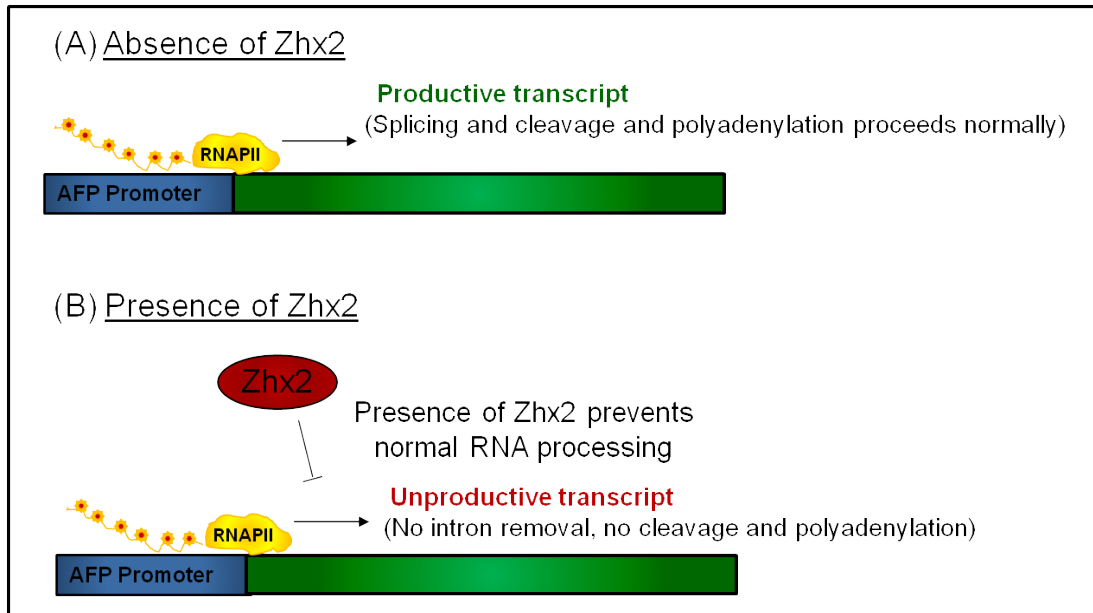 (A) Absence of Zhx2
Productive transcript
(Splicing and cleavage and polyadenylation proceeds normally)
RNAPII
AFP Promoter
(B) Presence of Zhx2
Zhx2
Presence of Zhx2 prevents
normal RNA processing
Unproductive transcript
(No intron removal, no cleavage and polyadenylation)
RNAPII
AFP Promoter